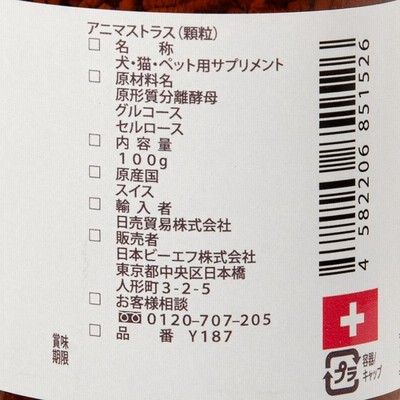 アニマストラス(顆粒)
□ 名 称
犬・猫・ペット用サプリメント
□ 原材料名
原形質分離酵母
グルコース
セルロース
□ 内 容 量
100g
□ 原産国
スイス
□ 輸 入 者
日売貿易株式会社
□ 販売者
日本ビーエフ株式会社
東京都中央区日本橋
人形町3-2-5
□ お客様相談
0120-707-205
□ 品 番 Y187
賞味
期限
4 582206 851526
プラ
容器/
キャップ